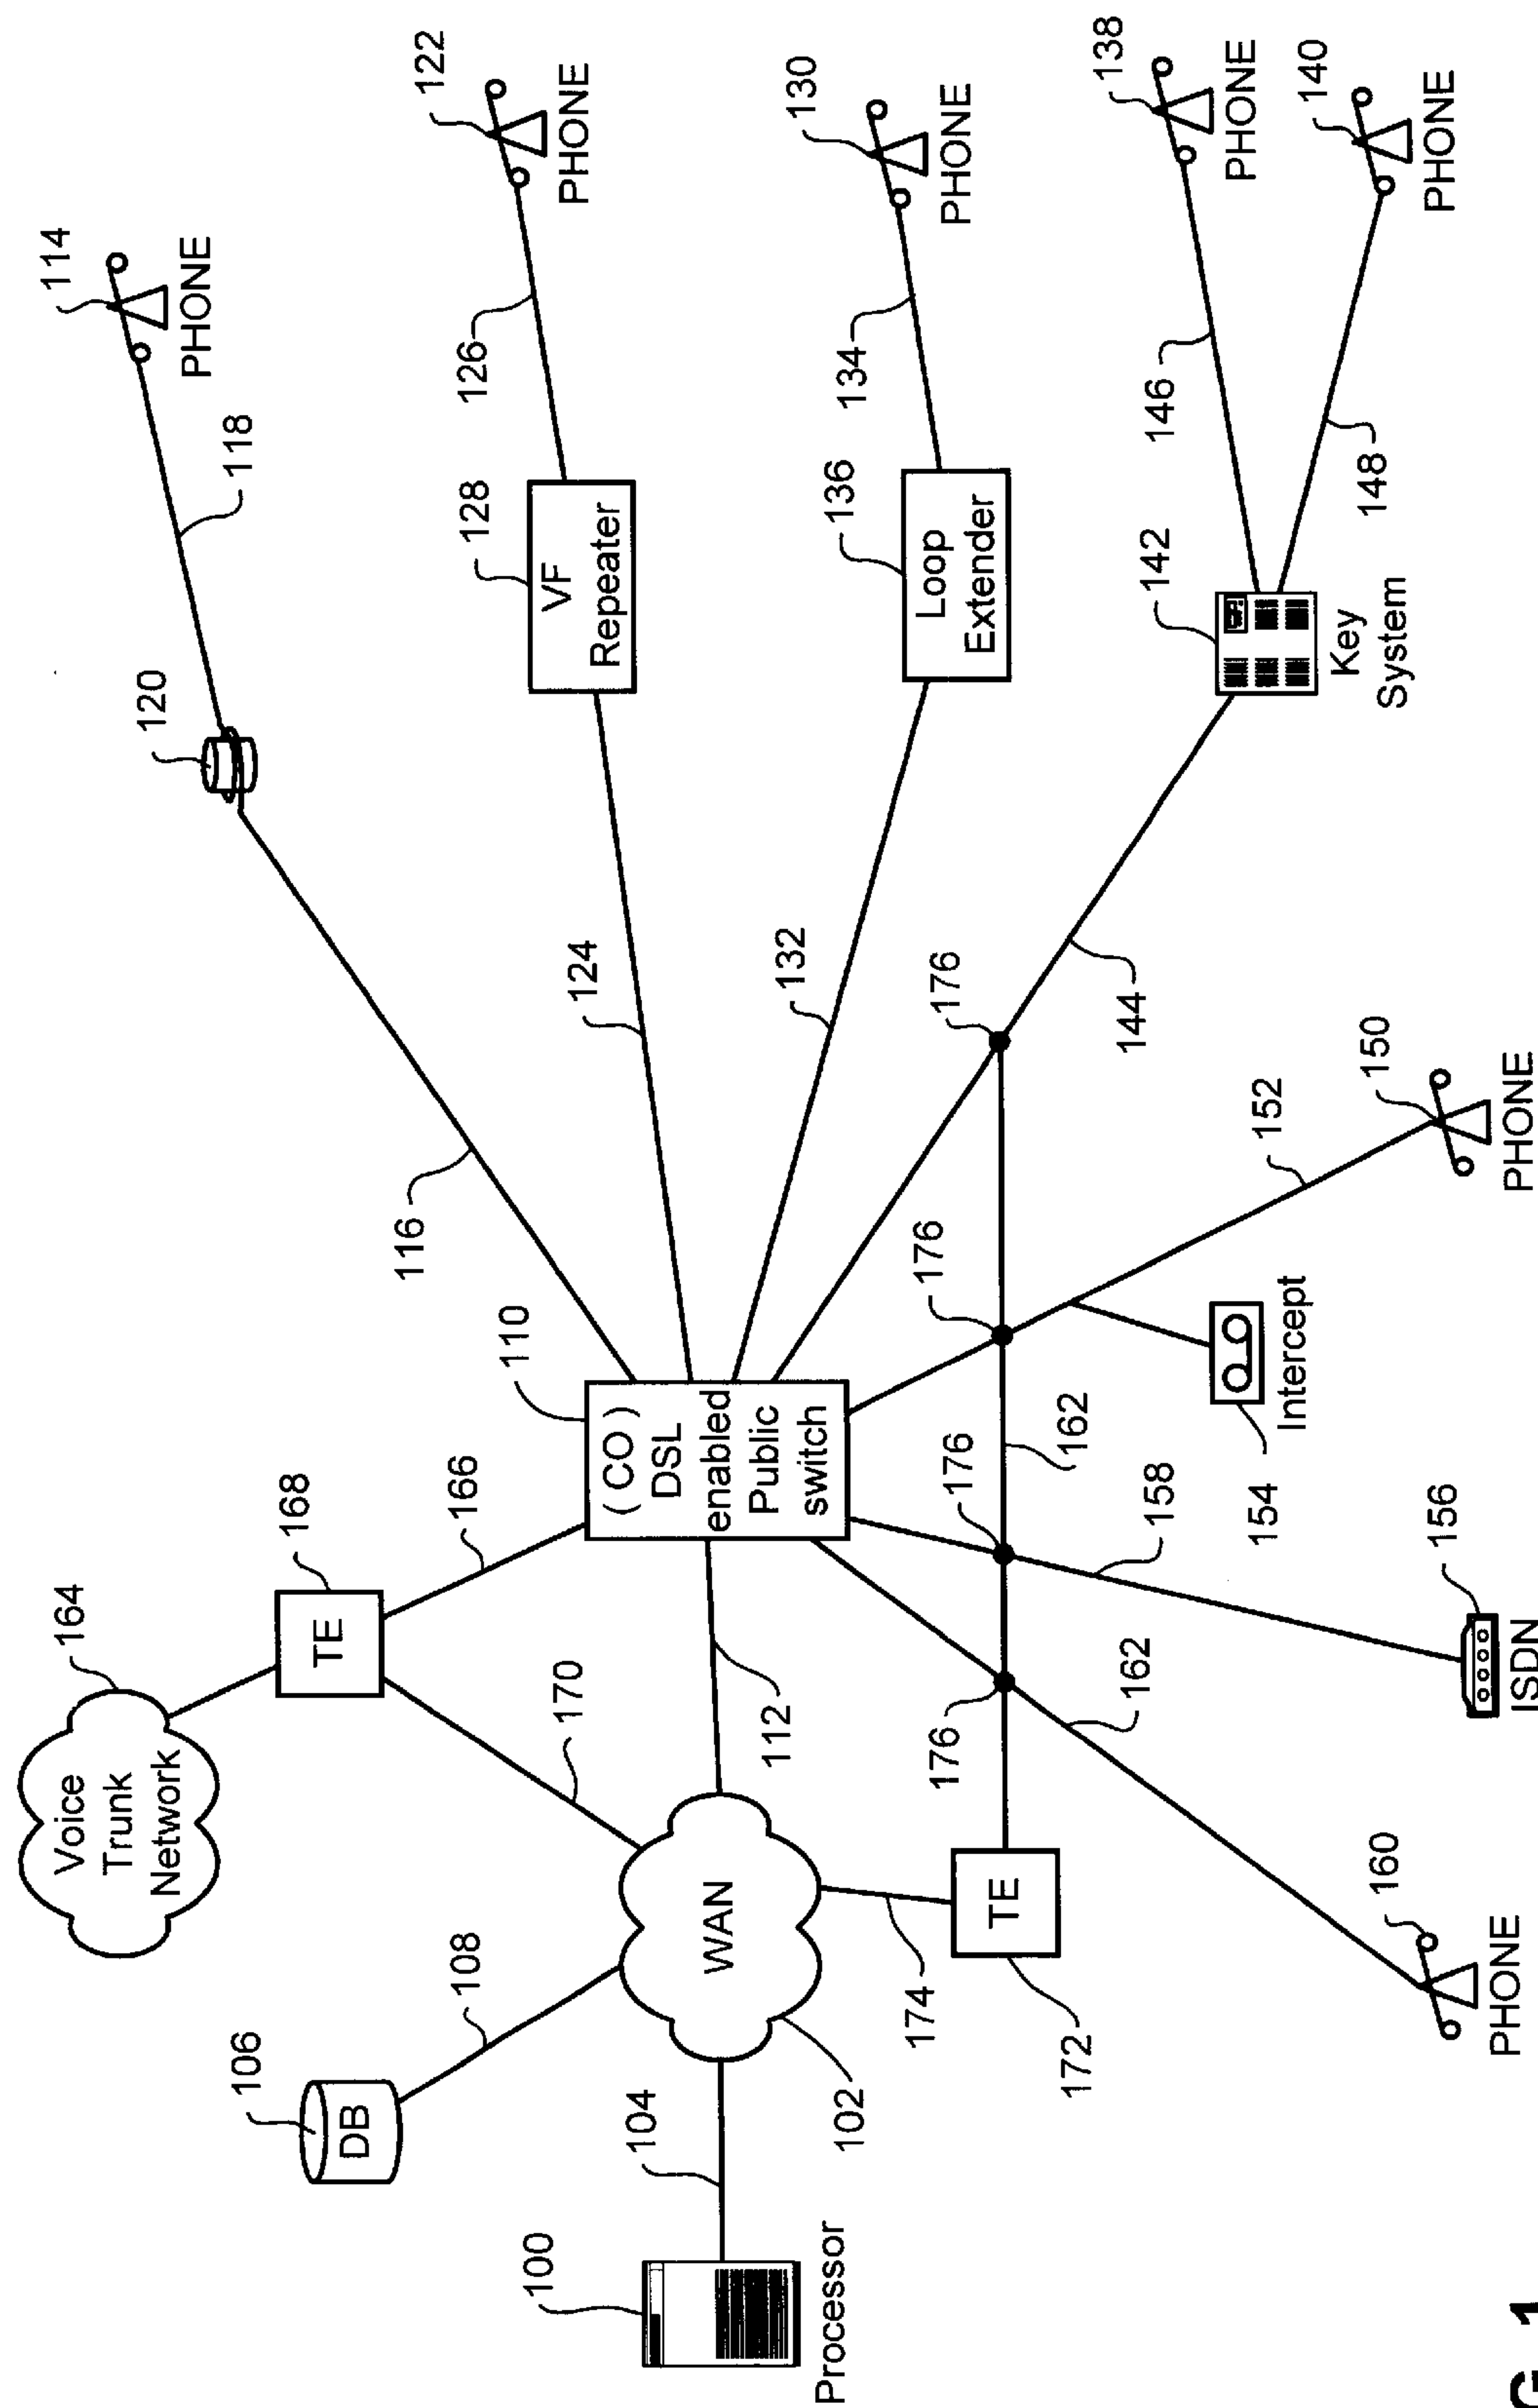 114
PHONE
118
120
116
122
PHONE
126
VF
Repeater
128
124
130
PHONE
134
Loop
Extender
136
132
138
PHONE
140
PHONE
146
148
142
Key
System
144
176
150
PHONE
152
176
Intercept
154
162
176
158
156
ISDN
176
162
160
PHONE
(CO)
DSL
enabled
Public
switch
110
166
168
TE
164
Voice
Trunk
Network
170
112
WAN
102
174
TE
172
108
106
DB
104
100
Processor
G. 1